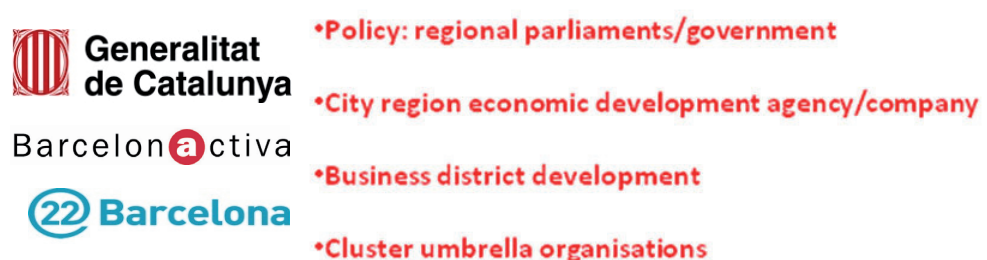 Generalitat
de Catalunya
Barcelonactiva
22 Barcelona
•Policy: regional parliaments/government
•City region economic development agency/company
•Business district development
•Cluster umbrella organisations